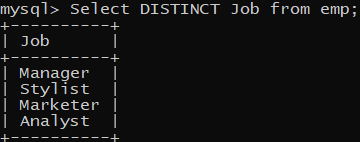 mysql> Select DISTINCT Job from emp;
+----------+
| Job      |
+----------+
| Manager  |
| Stylist  |
| Marketer |
| Analyst  |
+----------+